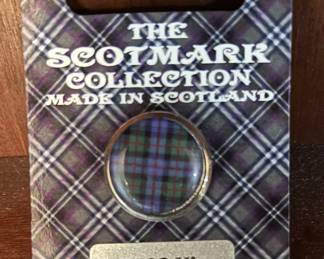 THE
SCOTMARK
COLLECTION
MADE IN SCOTLAND